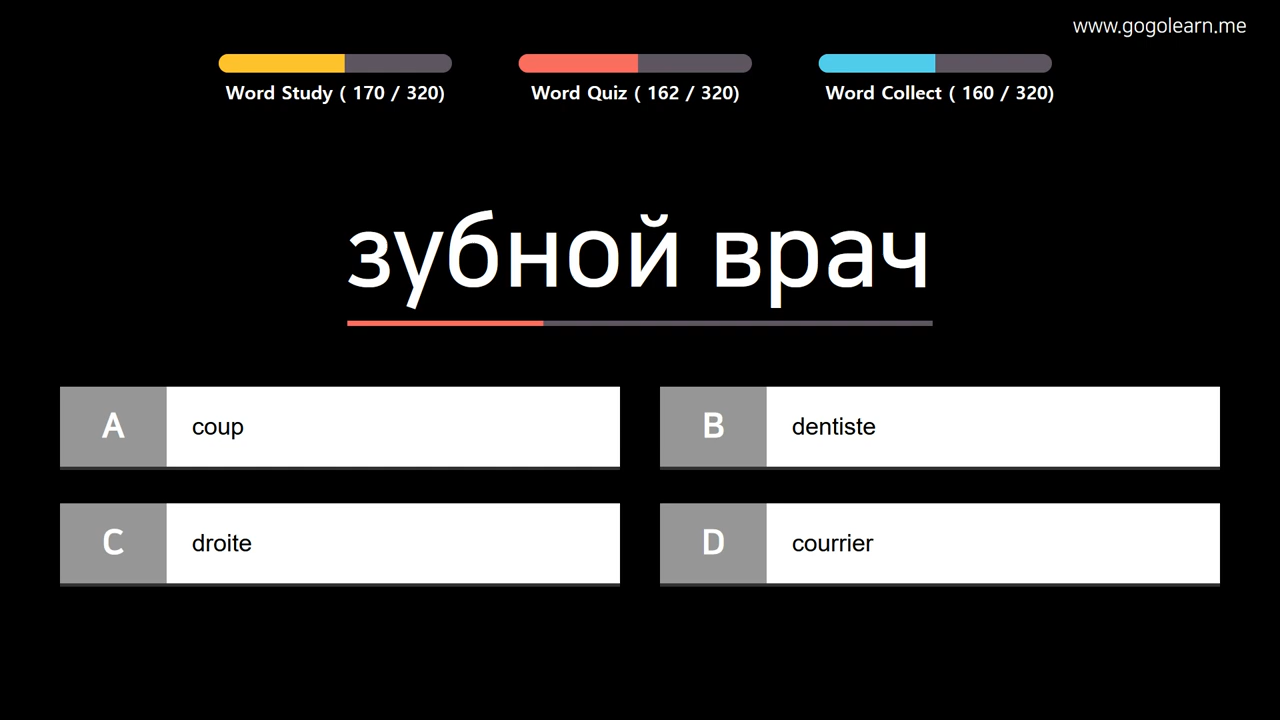 www.gogolearn.me
Word Study ( 170 / 320)
Word Quiz ( 162 / 320)
Word Collect ( 160 / 320)
зубной врач
A coup
B dentiste
C droite
D courrier